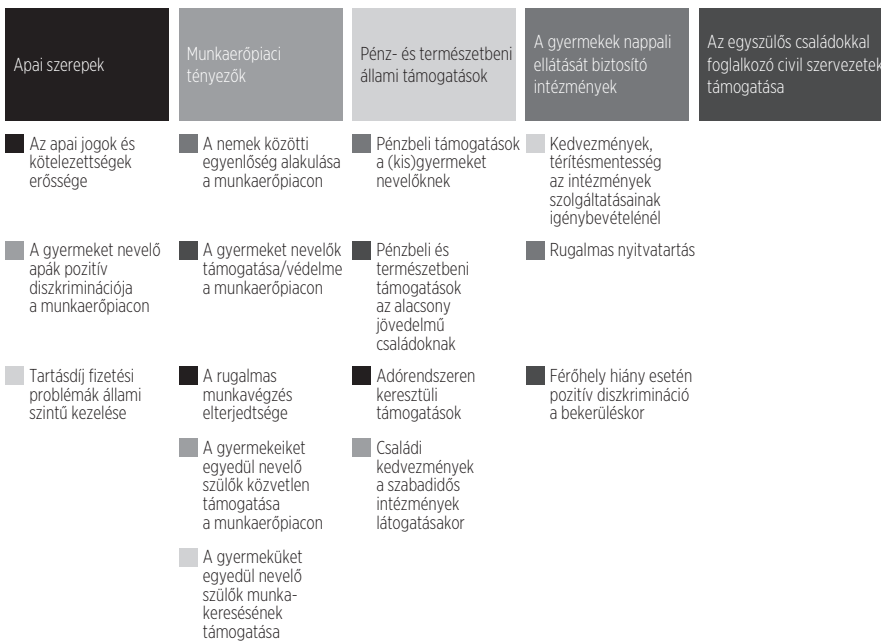 Apai szerepek
Munkaerőpiaci
tényezők
Pénz- és természetbeni
állami támogatások
A gyermekek nappali
ellátását biztosító
intézmények
Az egyszülős családokkal
foglalkozó civil szervezetek
támogatása
Az apai jogok és
kötelezettségek
erőssége
A nemek közötti
egyenlőség alakulása
a munkaerőpiacon
Pénzbeli támogatások
a (kis)gyermeket
nevelőknek
Kedvezmények,
térítésmentesség
az intézmények
szolgáltatásainak
igénybevételénél
A gyermeket nevelő
apák pozitív
diszkriminációja
a munkaerőpiacon
A gyermeket nevelők
támogatása/védelme
a munkaerőpiacon
Pénzbeli és
természetbeni
támogatások
az alacsony
jövedelmű
családoknak
Rugalmas nyitvatartás
Tartásdíj fizetési
problémák állami
szintű kezelése
A rugalmas
munkavégzés
elterjedtsége
Adórendszeren
keresztüli
támogatások
Férőhely hiány esetén
pozitív diszkrimináció
a bekerüléskor
A gyermekeiket
egyedül nevelő
szülők közvetlen
támogatása
a munkaerőpiacon
Családi
kedvezmények
a szabadidős
intézmények
látogatásakor
A gyermeküket
egyedül nevelő
szülők munka-
keresésének
támogatása